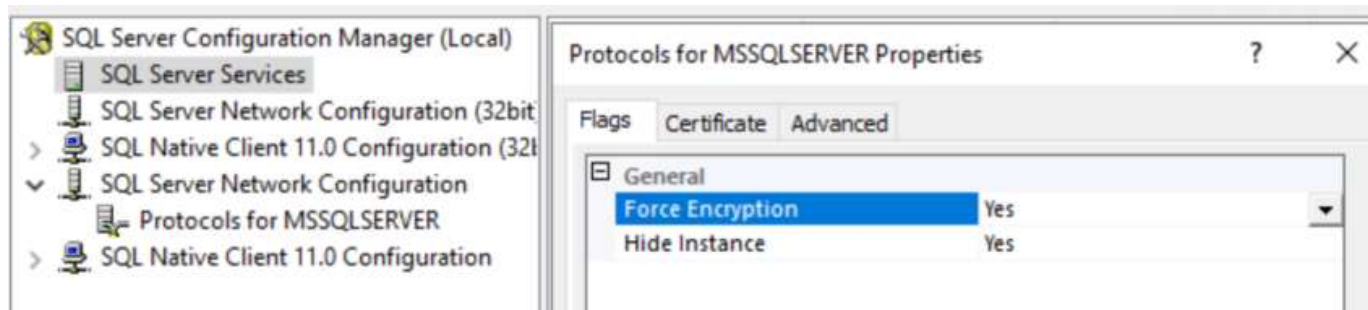 SQL Server Configuration Manager (Local)
SQL Server Services
SQL Server Network Configuration (32bit
SQL Native Client 11.0 Configuration (32b
SQL Server Network Configuration
Protocols for MSSQLSERVER
SQL Native Client 11.0 Configuration
Protocols for MSSQLSERVER Properties
Flags Certificate Advanced
General
Force Encryption Yes
Hide Instance Yes